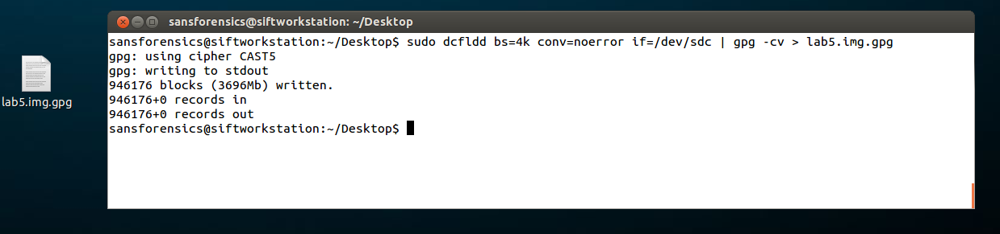 sansforensics@siftworkstation: ~/Desktop
sansforensics@siftworkstation:~/Desktop$ sudo dcfldd bs=4k conv=noerror if=/dev/sdc | gpg -cv > lab5.img.gpg
gpg: using cipher CAST5
gpg: writing to stdout
946176 blocks (3696Mb) written.
946176+0 records in
946176+0 records out
sansforensics@siftworkstation:~/Desktop$
lab5.img.gpg